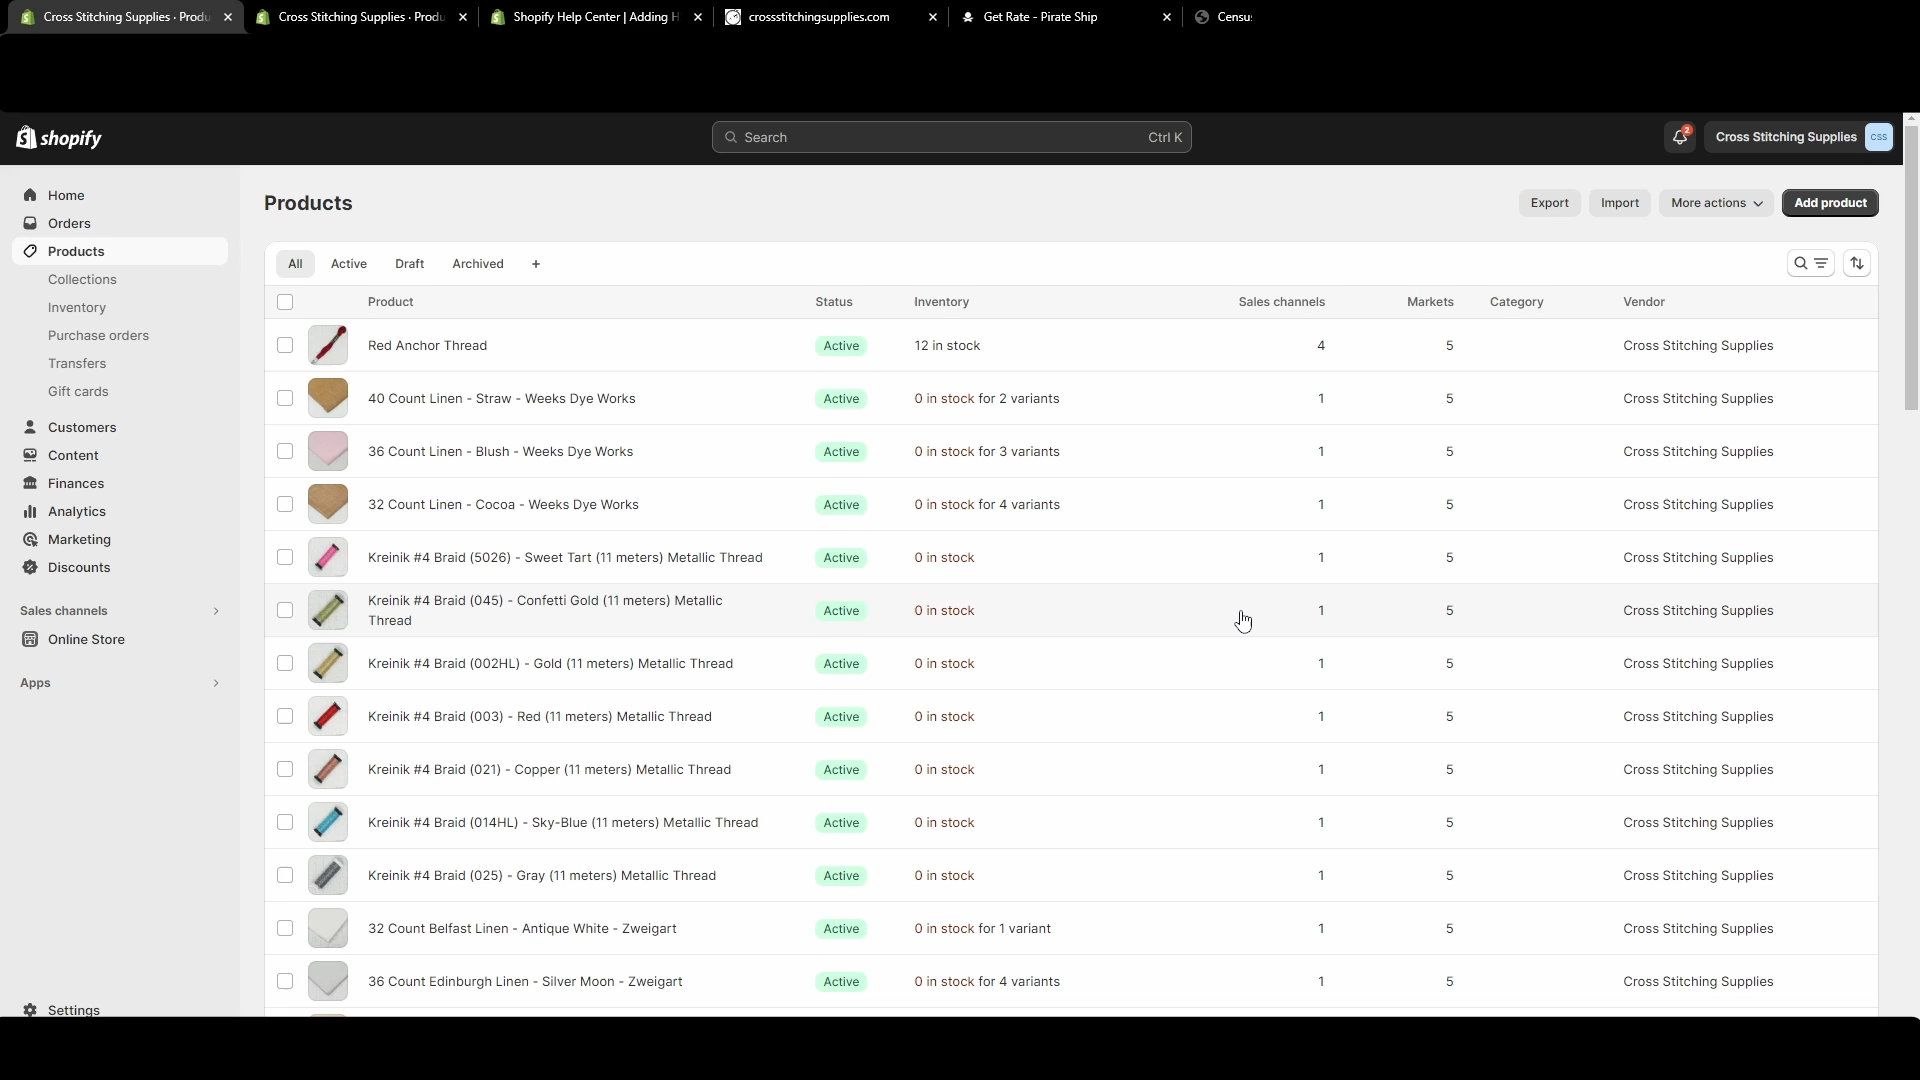 Cross Stitching Supplies · Produ
Cross Stitching Supplies · Produ
Shopify Help Center | Adding H
crossstitchingsupplies.com
Get Rate - Pirate Ship
Census
shopify
Search
Ctrl K
2
Cross Stitching Supplies
CSS
Home
Orders
Products
Collections
Inventory
Purchase orders
Transfers
Gift cards
Customers
Content
Finances
Analytics
Marketing
Discounts
Sales channels
Online Store
Apps
Settings
Products
Export Import More actions Add product
All Active Draft Archived +
Product Status Inventory Sales channels Markets Category Vendor
Red Anchor Thread Active 12 in stock 4 5 Cross Stitching Supplies
40 Count Linen - Straw - Weeks Dye Works Active 0 in stock for 2 variants 1 5 Cross Stitching Supplies
36 Count Linen - Blush - Weeks Dye Works Active 0 in stock for 3 variants 1 5 Cross Stitching Supplies
32 Count Linen - Cocoa - Weeks Dye Works Active 0 in stock for 4 variants 1 5 Cross Stitching Supplies
Kreinik #4 Braid (5026) - Sweet Tart (11 meters) Metallic Thread Active 0 in stock 1 5 Cross Stitching Supplies
Kreinik #4 Braid (045) - Confetti Gold (11 meters) Metallic
Thread Active 0 in stock 1 5 Cross Stitching Supplies
Kreinik #4 Braid (002HL) - Gold (11 meters) Metallic Thread Active 0 in stock 1 5 Cross Stitching Supplies
Kreinik #4 Braid (003) - Red (11 meters) Metallic Thread Active 0 in stock 1 5 Cross Stitching Supplies
Kreinik #4 Braid (021) - Copper (11 meters) Metallic Thread Active 0 in stock 1 5 Cross Stitching Supplies
Kreinik #4 Braid (014HL) - Sky-Blue (11 meters) Metallic Thread Active 0 in stock 1 5 Cross Stitching Supplies
Kreinik #4 Braid (025) - Gray (11 meters) Metallic Thread Active 0 in stock 1 5 Cross Stitching Supplies
32 Count Belfast Linen - Antique White - Zweigart Active 0 in stock for 1 variant 1 5 Cross Stitching Supplies
36 Count Edinburgh Linen - Silver Moon - Zweigart Active 0 in stock for 4 variants 1 5 Cross Stitching Supplies